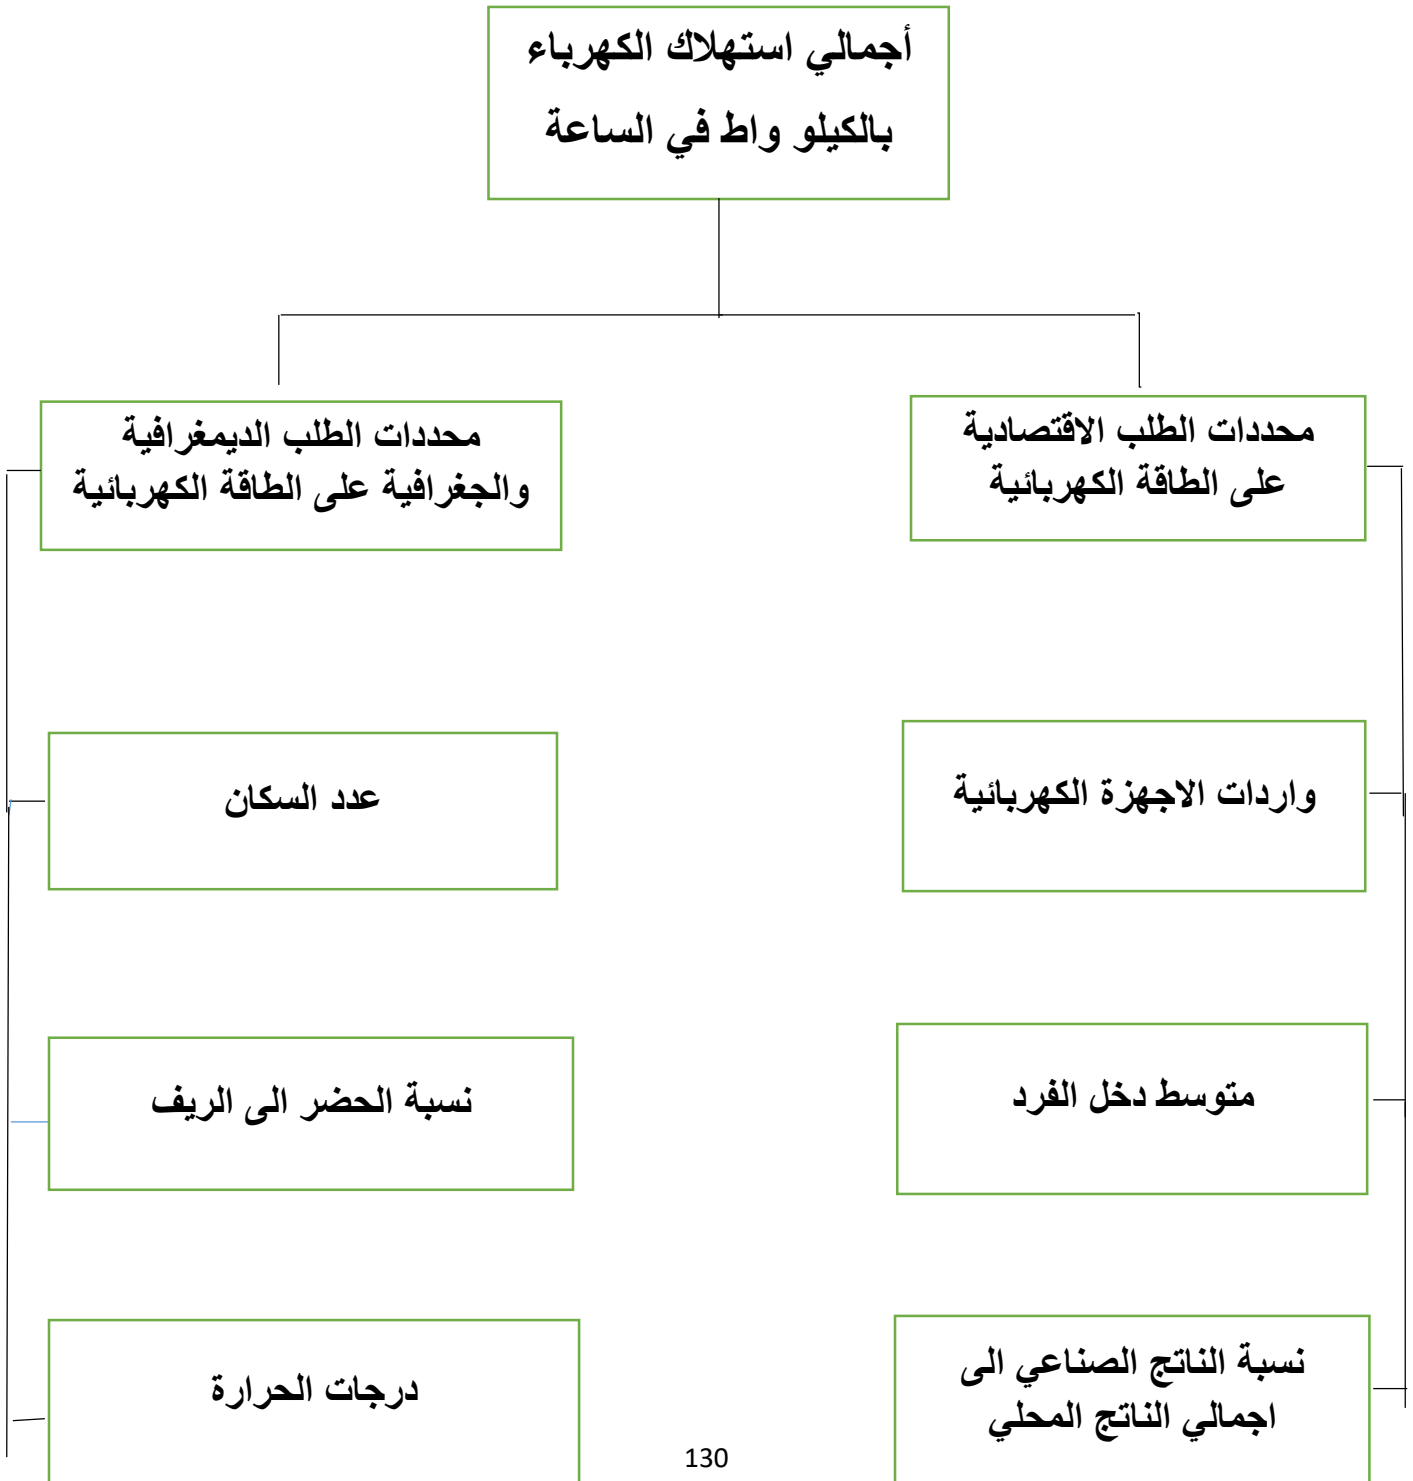 أجمالي استهلاك الكهرباء
بالكيلو واط في الساعة
محددات الطلب الاقتصادية
على الطاقة الكهربائية
محددات الطلب الديمغرافية
والجغرافية على الطاقة الكهربائية
واردات الاجهزة الكهربائية
عدد السكان
متوسط دخل الفرد
نسبة الحضر الى الريف
نسبة الناتج الصناعي الى
اجمالي الناتج المحلي
درجات الحرارة
130